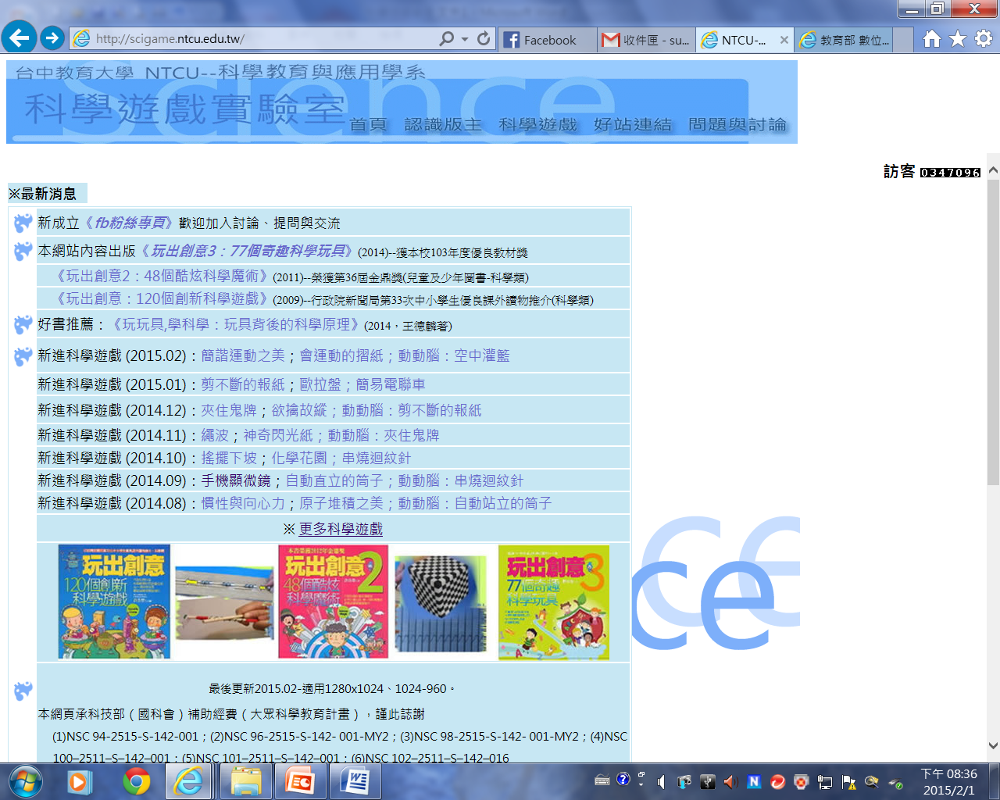 http://scigame.ntcu.edu.tw/
Facebook
收件匣 - su...
NTCU-...
教育部 數位...
台中教育大學 NTCU--科學教育與應用學系
Science
科學遊戲實驗室
首頁 認識版主 科學遊戲 好站連結 問題與討論
訪客 0347096
※最新消息
新成立《fb粉絲專頁》歡迎加入討論、提問與交流
本網站內容出版《玩出創意3：77個奇趣科學玩具》(2014)--獲本校103年度優良教材獎
《玩出創意2：48個酷炫科學魔術》(2011)--榮獲第36屆金鼎獎(兒童及少年圖書-科學類)
《玩出創意：120個創新科學遊戲》(2009)--行政院新聞局第33次中小學生優良課外讀物推介(科學類)
好書推薦：《玩玩具,學科學：玩具背後的科學原理》(2014，王德麟著)
新進科學遊戲 (2015.02)：簡諧運動之美；會運動的摺紙；動動腦：空中灌籃
新進科學遊戲 (2015.01)：剪不斷的報紙；歐拉盤；簡易電聯車
新進科學遊戲 (2014.12)：夾住鬼牌；欲擒故縱；動動腦：剪不斷的報紙
新進科學遊戲 (2014.11)：繩波；神奇閃光紙；動動腦：夾住鬼牌
新進科學遊戲 (2014.10)：搖擺下坡；化學花園；串燒迴紋針
新進科學遊戲 (2014.09)：手機顯微鏡；自動直立的筒子；動動腦：串燒迴紋針
新進科學遊戲 (2014.08)：慣性與向心力；原子堆積之美；動動腦：自動站立的筒子
※ 更多科學遊戲
玩出創意
120個創新
科學遊戲
玩出創意2
48個酷炫
科學魔術
玩出創意3
77個奇趣
科學玩具
ce
ce
最後更新2015.02-適用1280x1024、1024-960。
本網頁承科技部（國科會）補助經費（大眾科學教育計畫），謹此誌謝
(1)NSC 94-2515-S-142-001；(2)NSC 96-2515-S-142- 001-MY2；(3)NSC 98-2515-S-142- 001-MY2；(4)NSC
100–2511–S–142–001；(5)NSC 101–2511–S–142–001；(6)NSC 102–2511–S–142–016
下午 08:36
2015/2/1